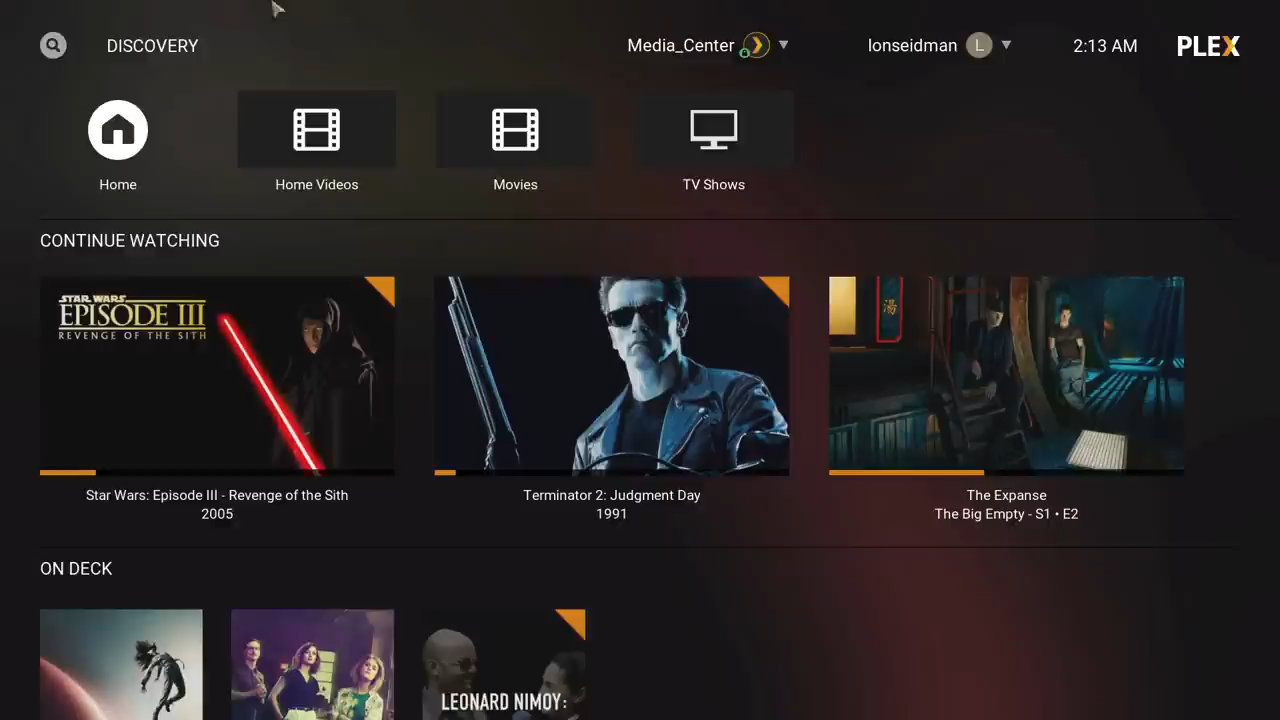 DISCOVERY
Media_Center
lonseidman
L
2:13 AM
PLEX
Home
Home Videos
Movies
TV Shows
CONTINUE WATCHING
STAR WARS
EPISODE III
REVENGE OF THE SITH
Star Wars: Episode III - Revenge of the Sith
2005
Terminator 2: Judgment Day
1991
The Expanse
The Big Empty - S1 • E2
ON DECK
LEONARD NIMOY: